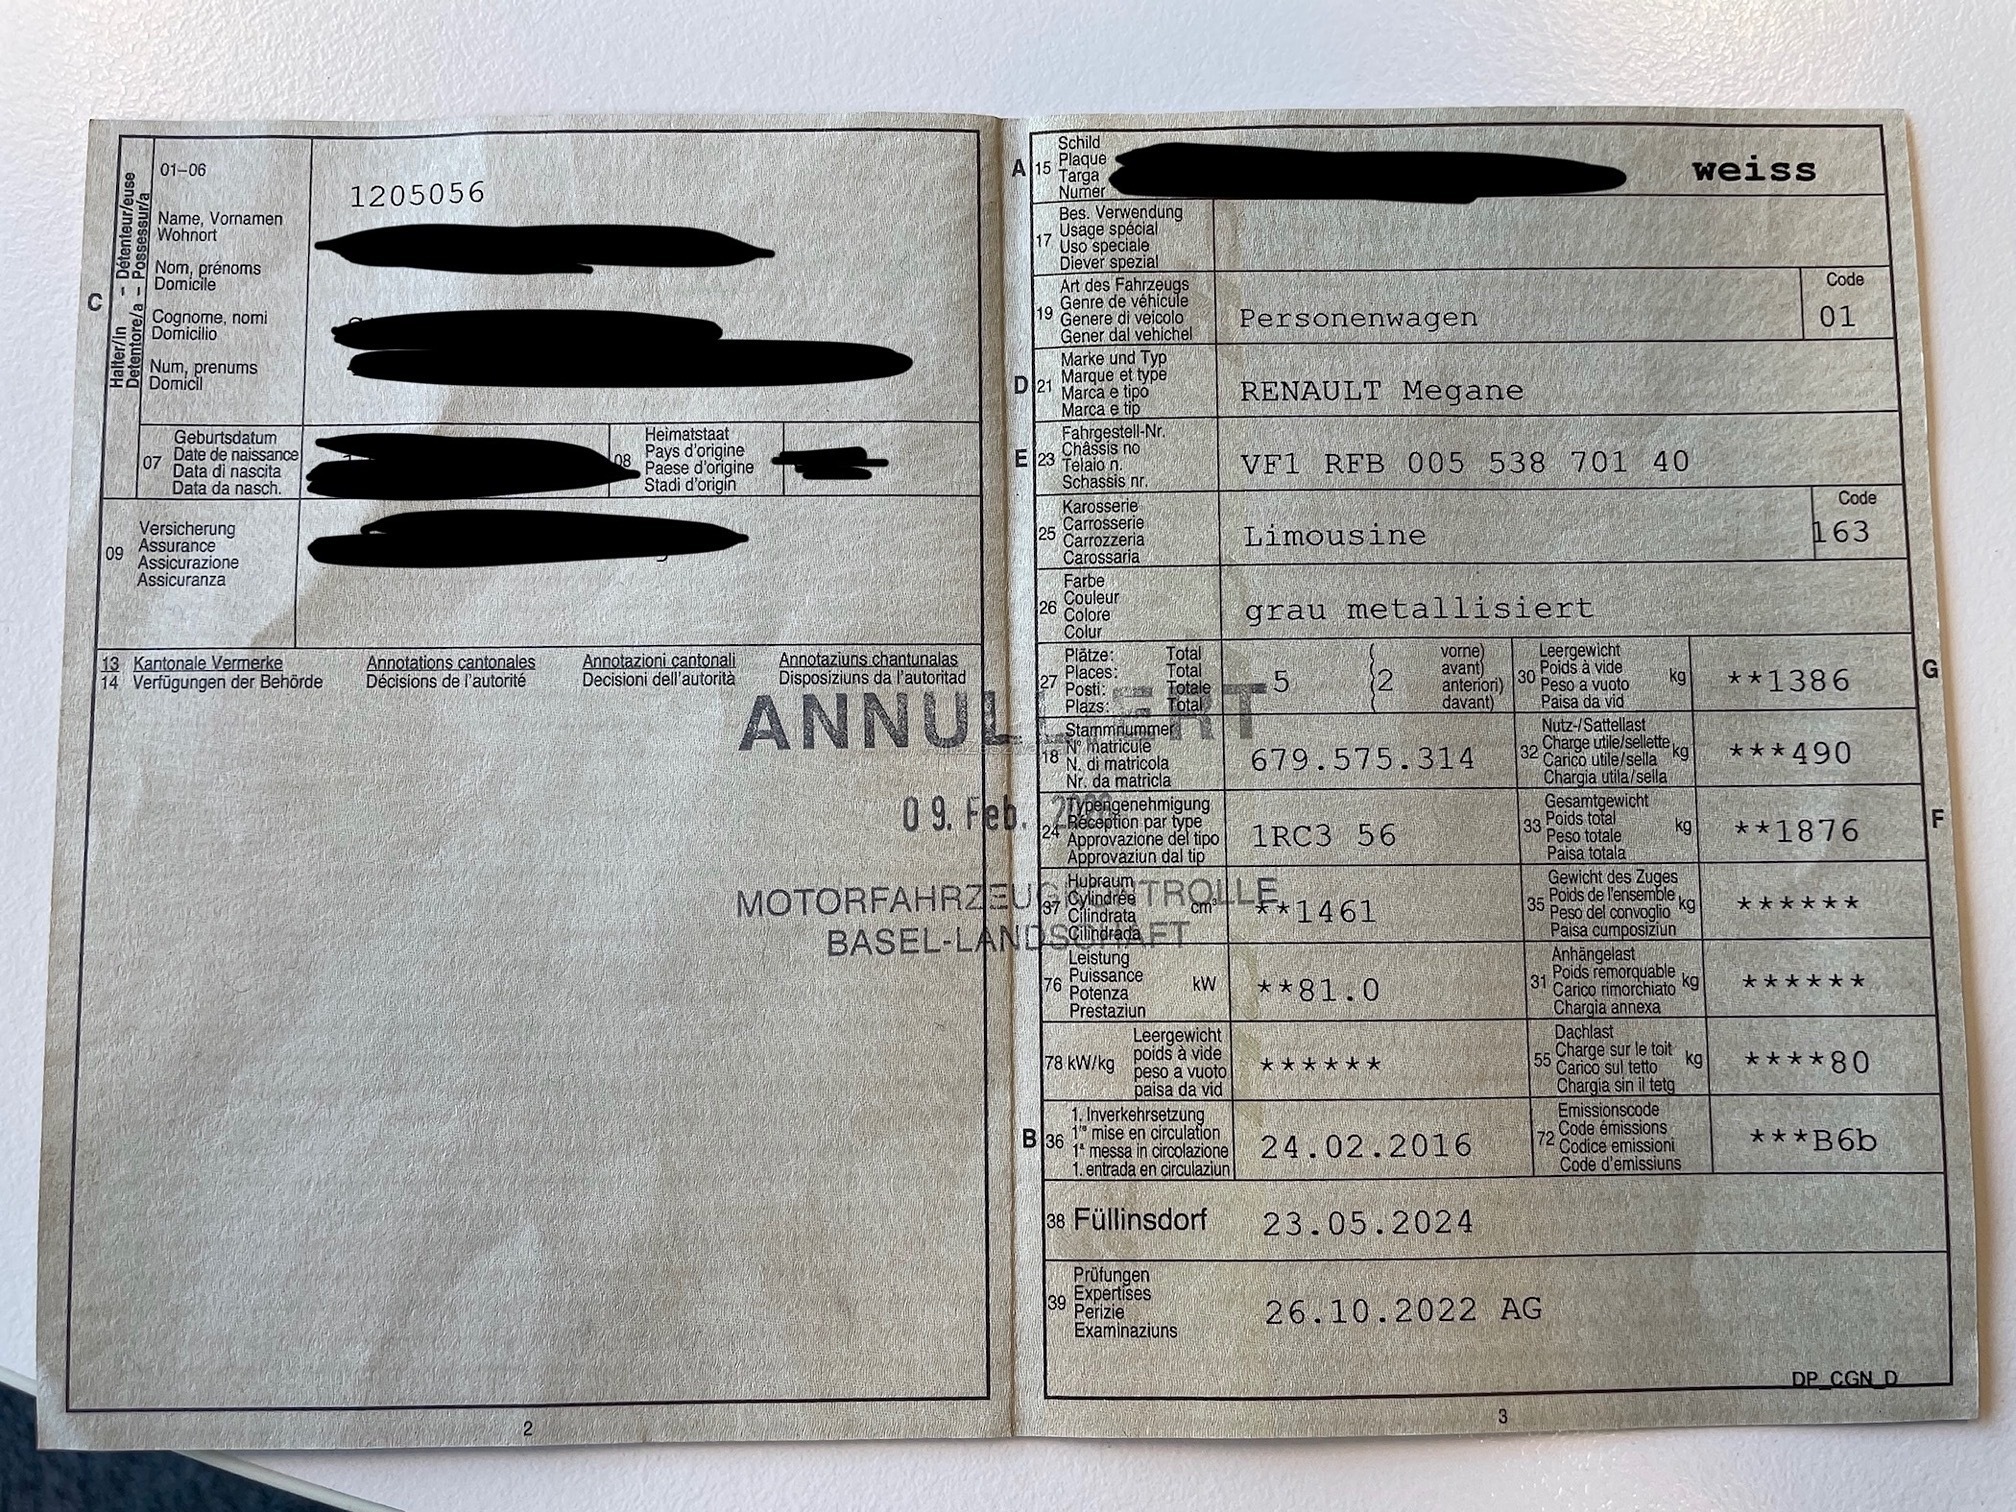 01–06
1205056
Name, Vornamen
Wohnort
Nom, prénoms
Domicile
Cognome, nomi
Domicilio
Num, prenums
Domicil
C
Halter/in – Détenteur/euse
Detentore/a – Possessur/a
07
Geburtsdatum
Date de naissance
Data di nascita
Data da nasch.
08
Heimatstaat
Pays d'origine
Paese d'origine
Stadi d'origin
09
Versicherung
Assurance
Assicurazione
Assicuranza
13 Kantonale Vermerke Annotations cantonales Annotazioni cantonali Annotaziuns chantunalas
14 Verfügungen der Behörde Décisions de l'autorité Decisioni dell'autorità Disposiziuns da l'autoritad
ANNULLIERT
09. Feb.
MOTORFAHRZEUGKONTROLLE
BASEL-LANDSCHAFT
2
A 15
Schild
Plaque
Targa
Numer
weiss
17
Bes. Verwendung
Usage spécial
Uso speciale
Diever spezial
19
Art des Fahrzeugs
Genre de véhicule
Genere di veicolo
Gener dal vehichel
Personenwagen
Code
01
D 21
Marke und Typ
Marque et type
Marca e tipo
Marca e tip
RENAULT Megane
E 23
Fahrgestell-Nr.
Châssis no
Telaio n.
Schassis nr.
VF1 RFB 005 538 701 40
25
Karosserie
Carrosserie
Carrozzeria
Carossaria
Limousine
Code
163
26
Farbe
Couleur
Colore
Colur
grau metallisiert
27
Plätze: Total
Places: Total
Posti: Totale
Plazs: Total
5 (2
vorne)
avant)
anteriori)
davant)
30
Leergewicht
Poids à vide
Peso a vuoto
Paisa da vid
kg
**1386
G
18
Stammnummer
N° matricule
N. di matricola
Nr. da matricla
679.575.314
32
Nutz-/Sattellast
Charge utile/sellette
Carico utile/sella
Chargia utila/sella
kg
***490
24
Typengenehmigung
Réception par type
Approvazione del tipo
Approvaziun dal tip
1RC3 56
33
Gesamtgewicht
Poids total
Peso totale
Paisa totala
kg
**1876
F
37
Hubraum
Cylindrée
Cilindrata
Cilindrada
cm³
**1461
35
Gewicht des Zuges
Poids de l'ensemble
Peso del convoglio
Paisa cumposiziun
kg
******
76
Leistung
Puissance
Potenza
Prestaziun
kW
**81.0
31
Anhängelast
Poids remorquable
Carico rimorchiato
Chargia annexa
kg
******
78 kW/kg
Leergewicht
poids à vide
peso a vuoto
paisa da vid
******
55
Dachlast
Charge sur le toit
Carico sul tetto
Chargia sin il tetg
kg
****80
B 36
1. Inverkehrsetzung
1re mise en circulation
1a messa in circolazione
1. entrada en circulaziun
24.02.2016
72
Emissionscode
Code émissions
Codice emissioni
Code d'emissiuns
***B6b
38 Füllinsdorf
23.05.2024
39
Prüfungen
Expertises
Perizie
Examinaziuns
26.10.2022 AG
DP_CGN_D
3